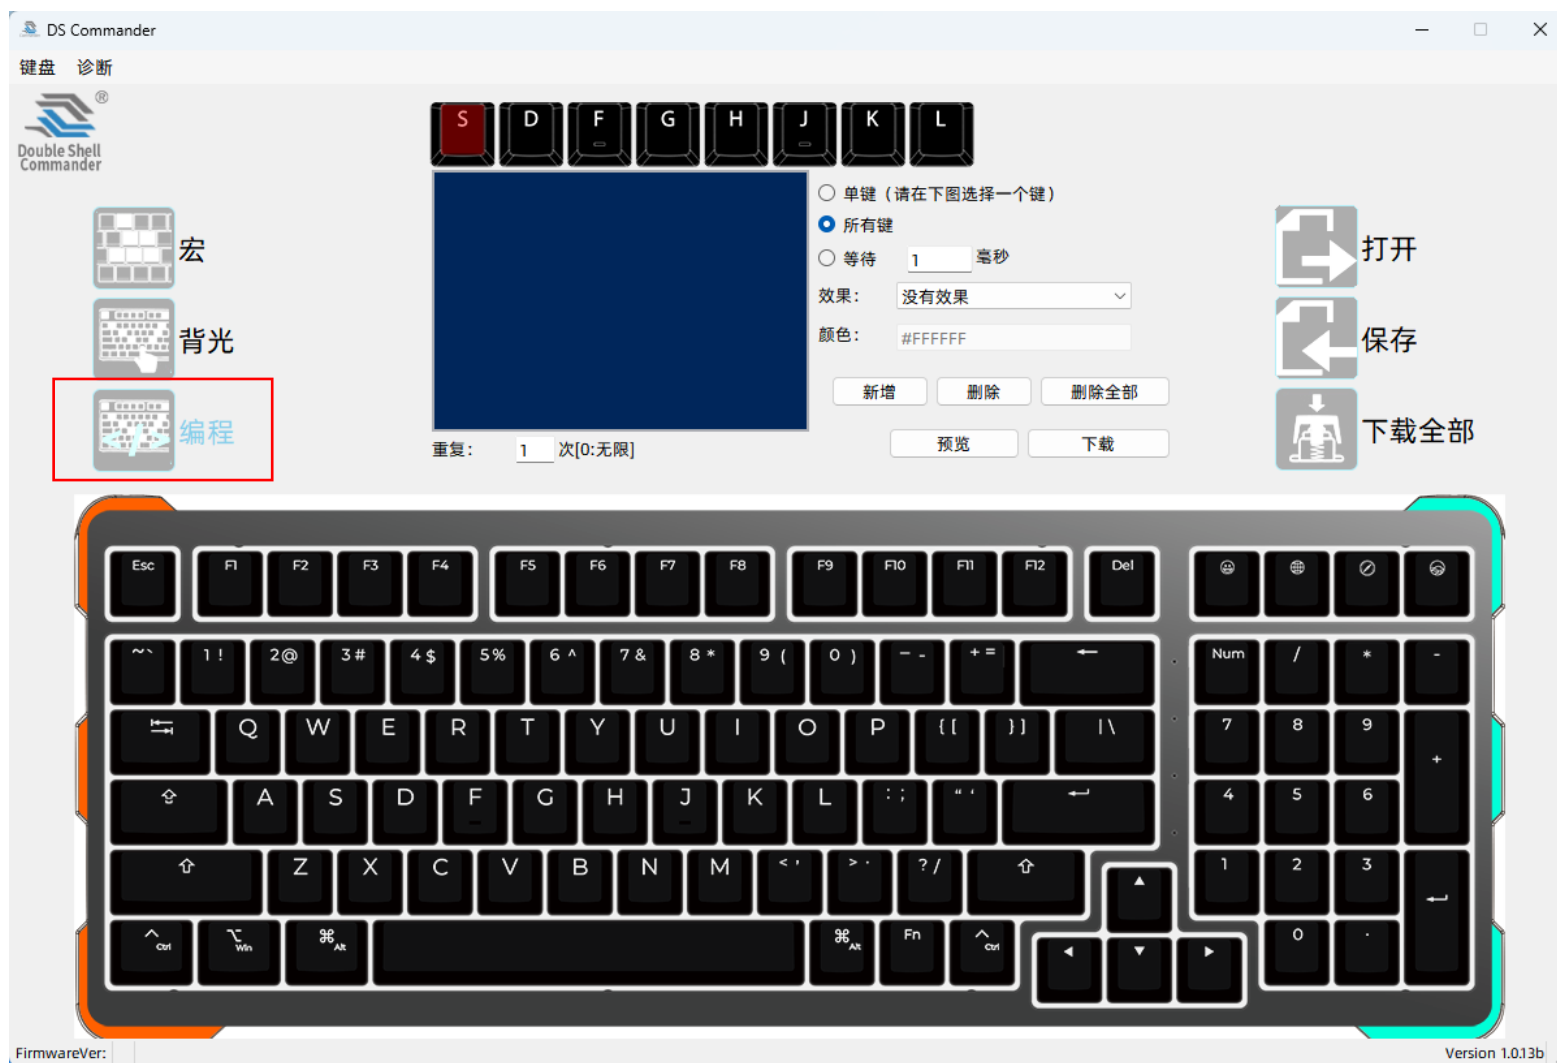 DS Commander
键盘 诊断
®
Double Shell
Commander
S D F G H J K L
单键（请在下图选择一个键）
所有键
等待 1 毫秒
效果： 没有效果
颜色： #FFFFFF
新增 删除 删除全部
重复： 1 次[0:无限]
预览 下载
宏
背光
</> 编程
打开
保存
下载全部
Esc F1 F2 F3 F4 F5 F6 F7 F8 F9 F10 F11 F12 Del
~ ` 1 ! 2 @ 3 # 4 $ 5 % 6 ^ 7 & 8 * 9 ( 0 ) – - + = ← Num / * -
Q W E R T Y U I O P { [ } ] | \ 7 8 9 +
A S D F G H J K L : ; “ ‘ 4 5 6
Z X C V B N M < ' > · ? / 1 2 3
Ctrl Win ⌘ Alt ⌘ Alt Fn Ctrl 0 ·
FirmwareVer: Version 1.0.13b